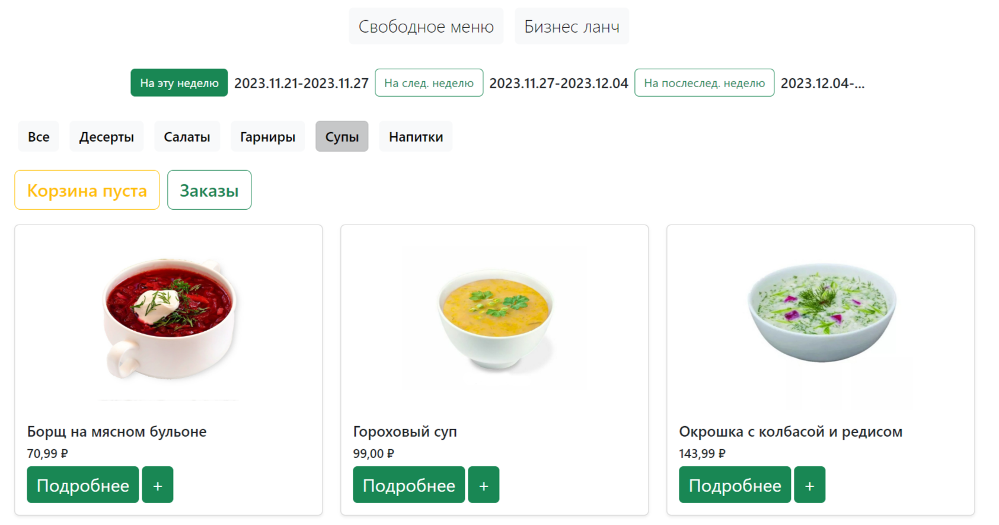 Свободное меню Бизнес ланч
На эту неделю 2023.11.21-2023.11.27 На след. неделю 2023.11.27-2023.12.04 На послеслед. неделю 2023.12.04-...
Все Десерты Салаты Гарниры Супы Напитки
Корзина пуста Заказы
Борщ на мясном бульоне
70,99 ₽
Подробнее +
Гороховый суп
99,00 ₽
Подробнее +
Окрошка с колбасой и редисом
143,99 ₽
Подробнее +